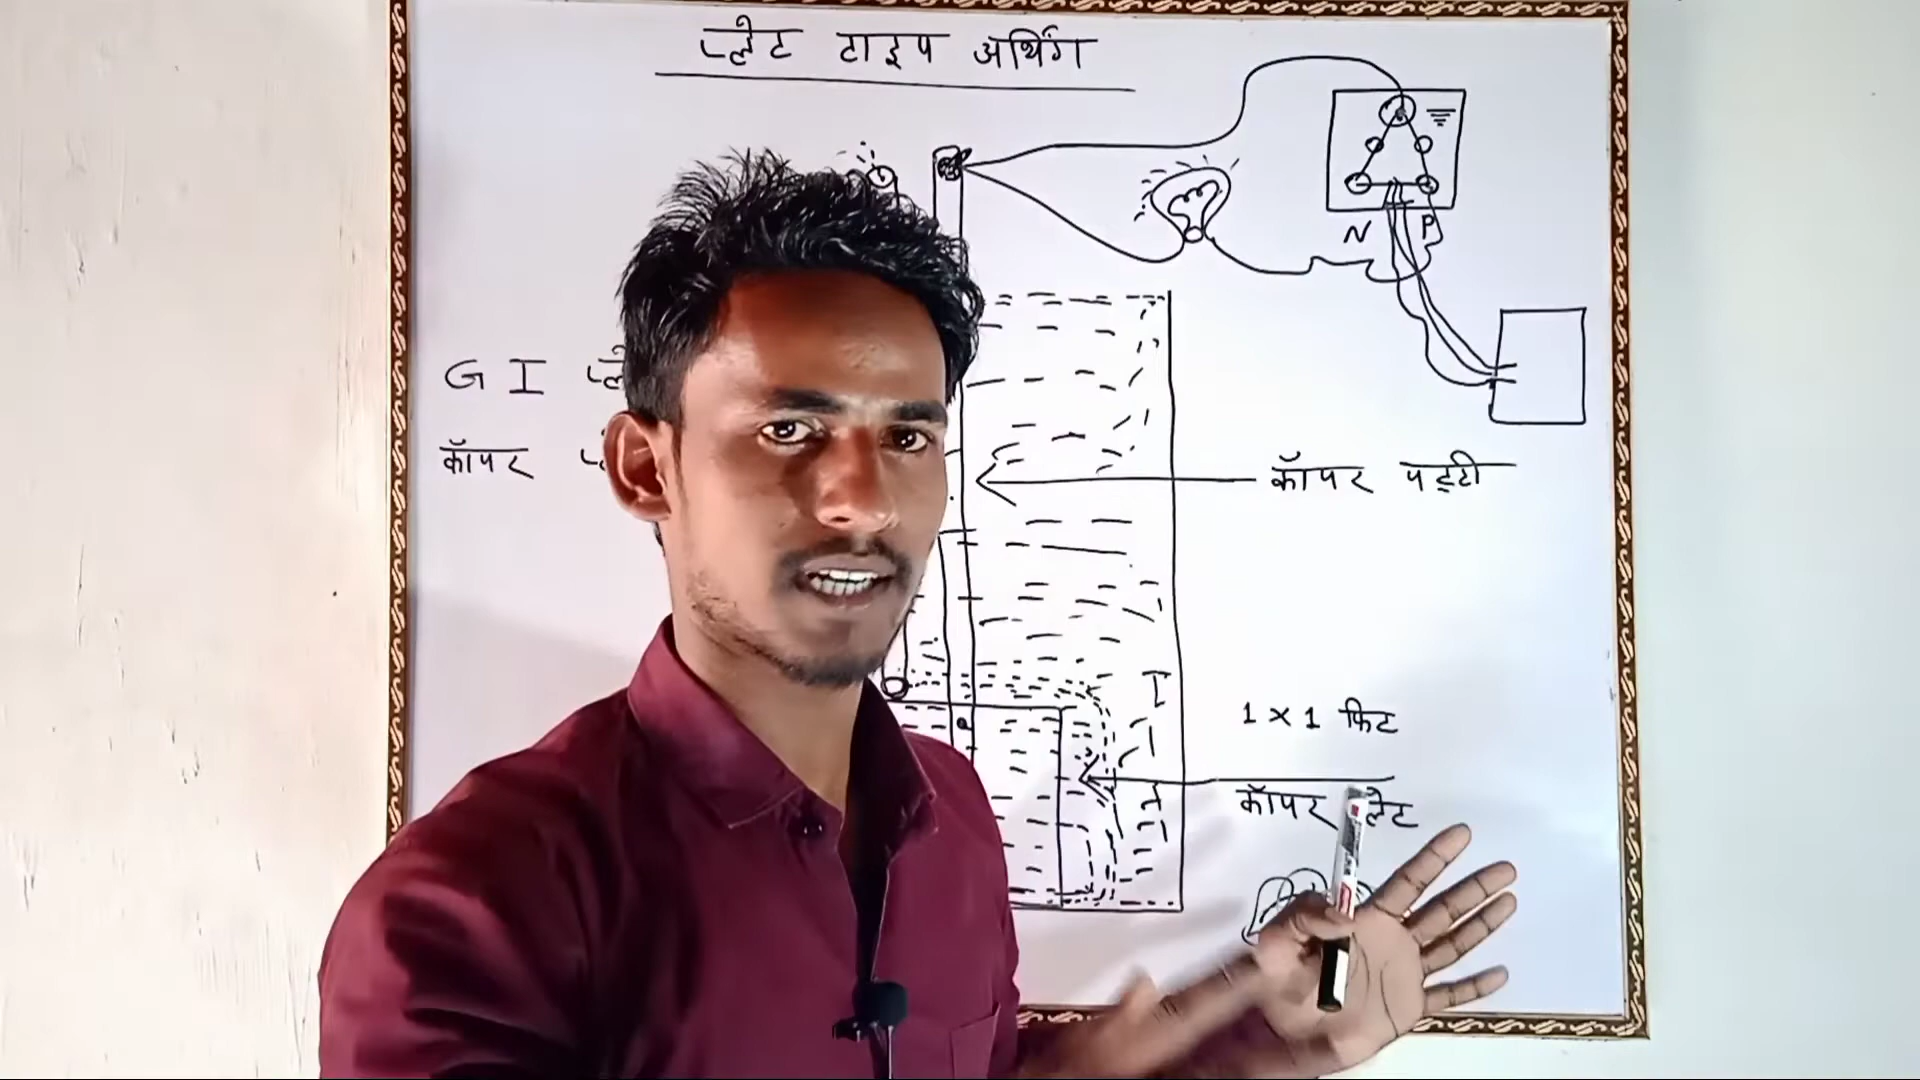 प्लेट टाइप अर्थिंग
N P
G I
कॉपर
कॉपर पट्टी
1 x 1 फिट
कॉपर प्लेट